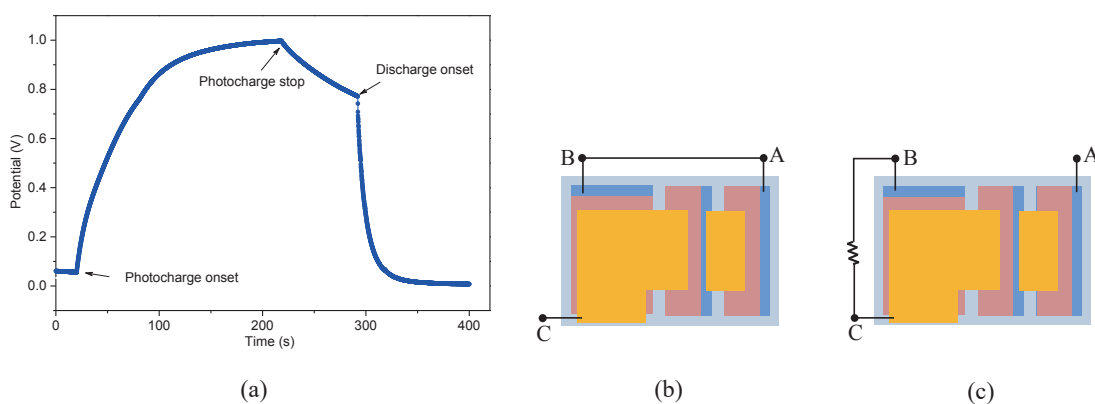 1.0
0.8
0.6
0.4
0.2
0.0
Potential (V)
0
100
200
300
400
Time (s)
Photocharge stop
Discharge onset
Photocharge onset
(a)
B
A
C
(b)
B
A
C
(c)